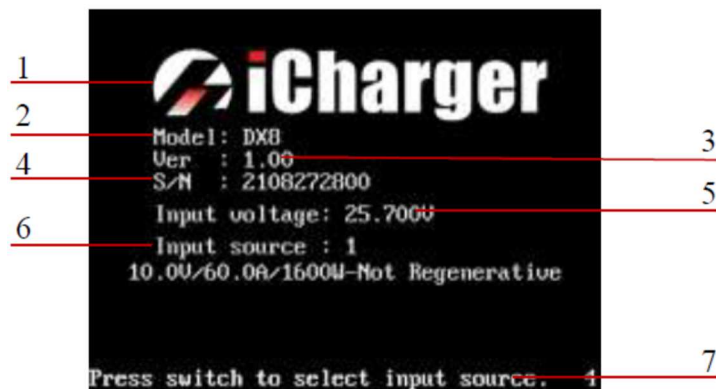 1
iCharger
2
Model: DX8
3
Ver : 1.00
4
S/N : 2108272800
5
Input voltage: 25.700V
6
Input source : 1
10.0V/60.0A/1600W-Not Regenerative
Press switch to select input source. 4
7